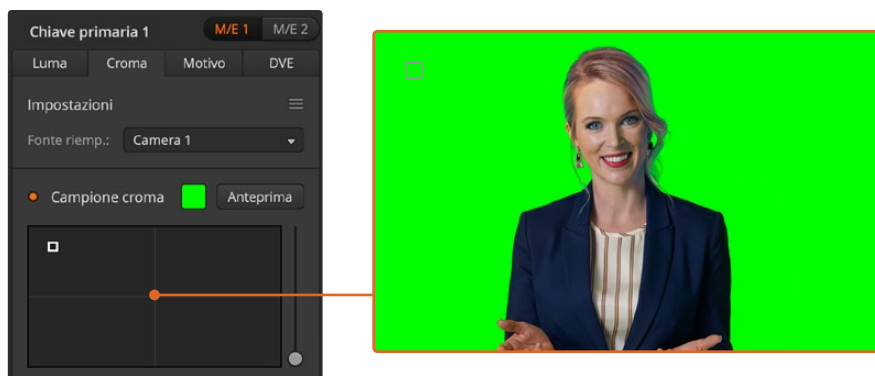 Chiave primaria 1 M/E 1 M/E 2
Luma Croma Motivo DVE
Impostazioni
Fonte riemp.: Camera 1
Campione croma Anteprima